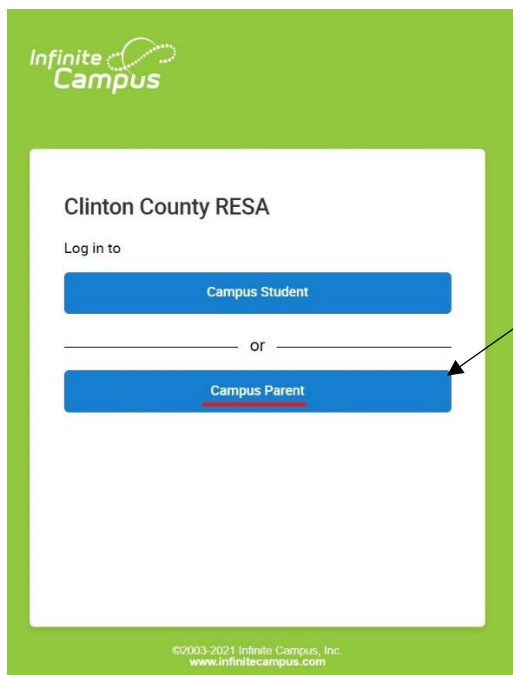 Infinite
Campus
Clinton County RESA
Log in to
Campus Student
or
Campus Parent
©2003-2021 Infinite Campus, Inc.
www.infinitecampus.com